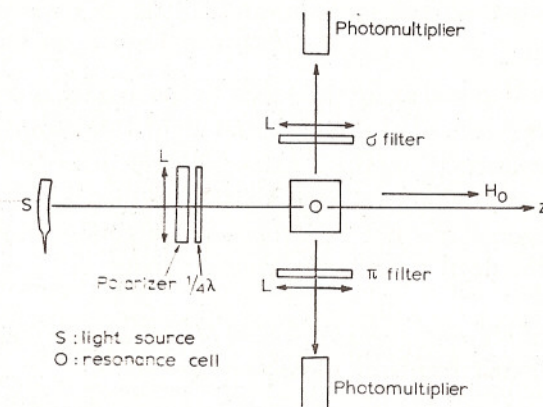 Photomultiplier
L
σ filter
L
S
O
H₀
Z
π filter
L
Polarizer 1/4λ
S : light source
O : resonance cell
Photomultiplier